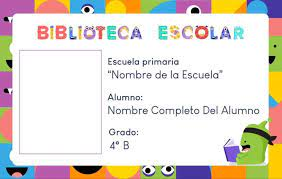 BIBLIOTECA ESCOLAR
Escuela primaria
“Nombre de la Escuela”
Alumno:
Nombre Completo Del Alumno
Grado:
4° B